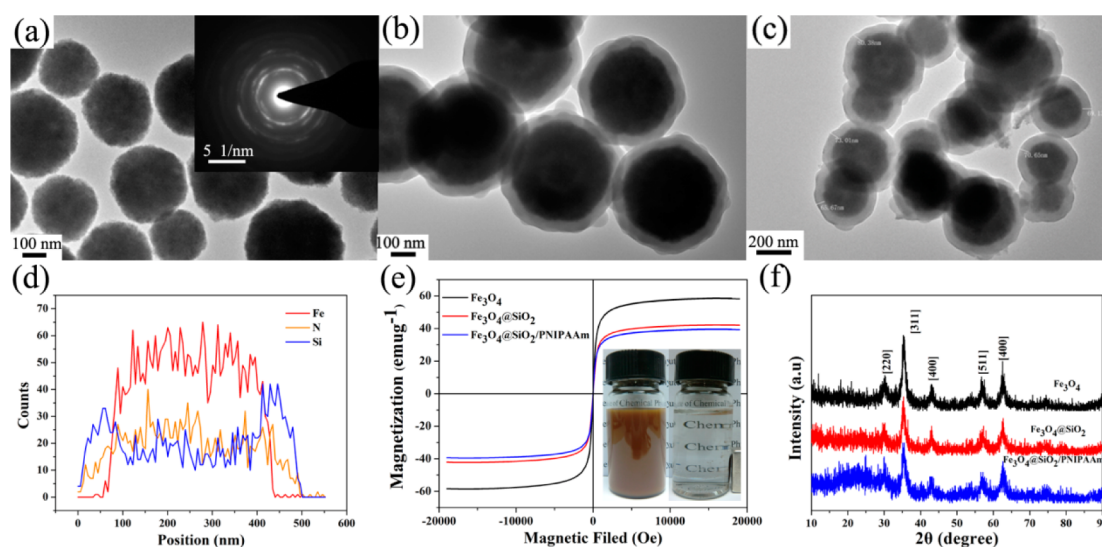 (a)
5 1/nm
100 nm
(b)
100 nm
(c)
200 nm
(d)
Fe
N
Si
Counts
70
60
50
40
30
20
10
0
0 100 200 300 400 500 600
Position (nm)
(e)
Fe3O4
Fe3O4@SiO2
Fe3O4@SiO2/PNIPAAm
Magnetization (emug-1)
60
40
20
0
-20
-40
-60
-20000 -10000 0 10000 20000
Magnetic Filed (Oe)
(f)
[220]
[311]
[400]
[511]
[400]
Fe3O4
Fe3O4@SiO2
Fe3O4@SiO2/PNIPAAm
Intensity (a.u)
10 20 30 40 50 60 70 80 90
2θ (degree)